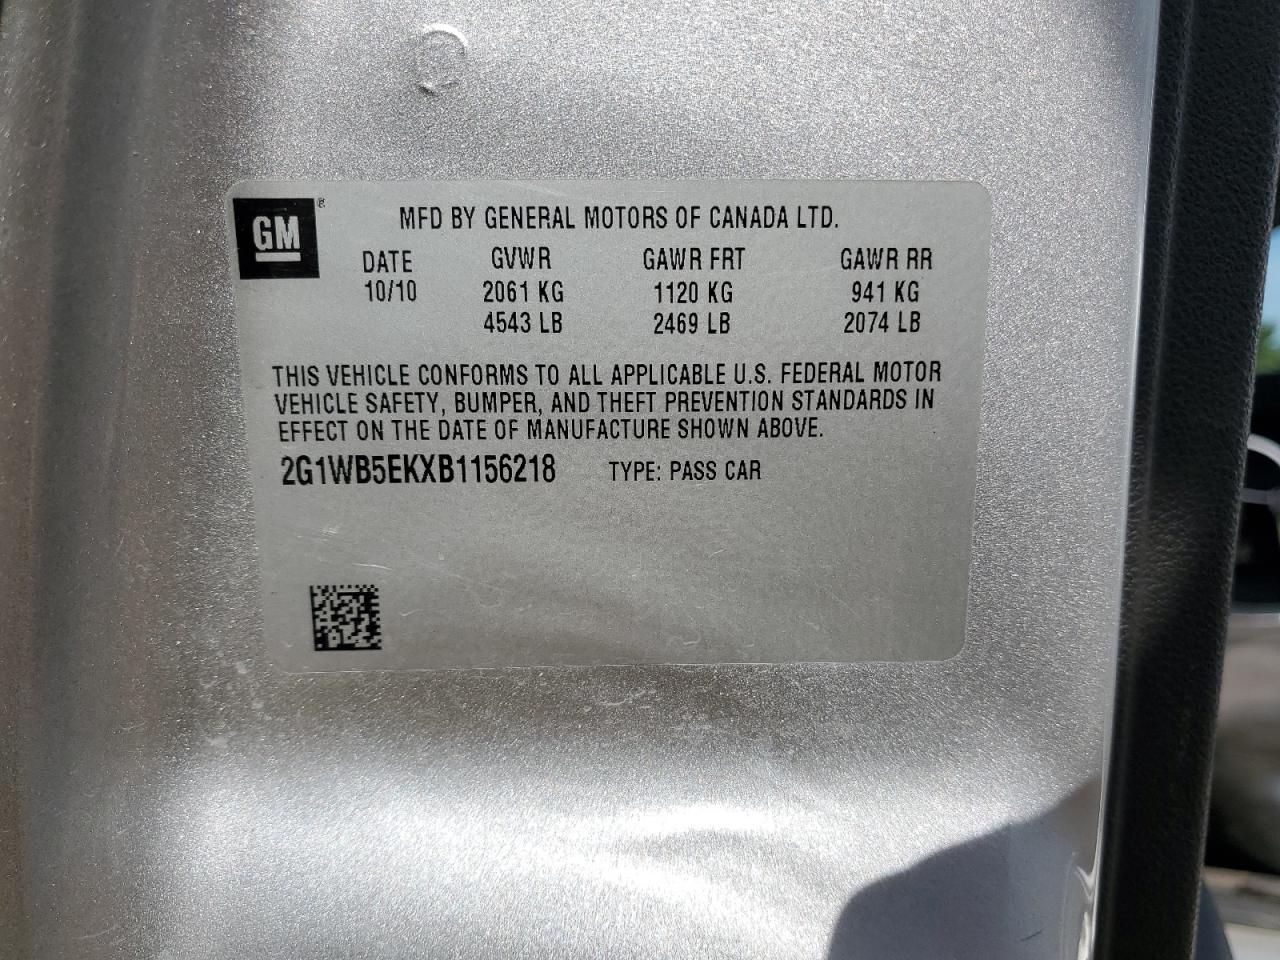 GM®
MFD BY GENERAL MOTORS OF CANADA LTD.
DATE GVWR GAWR FRT GAWR RR
10/10 2061 KG 1120 KG 941 KG
4543 LB 2469 LB 2074 LB
THIS VEHICLE CONFORMS TO ALL APPLICABLE U.S. FEDERAL MOTOR
VEHICLE SAFETY, BUMPER, AND THEFT PREVENTION STANDARDS IN
EFFECT ON THE DATE OF MANUFACTURE SHOWN ABOVE.
2G1WB5EKXB1156218 TYPE: PASS CAR